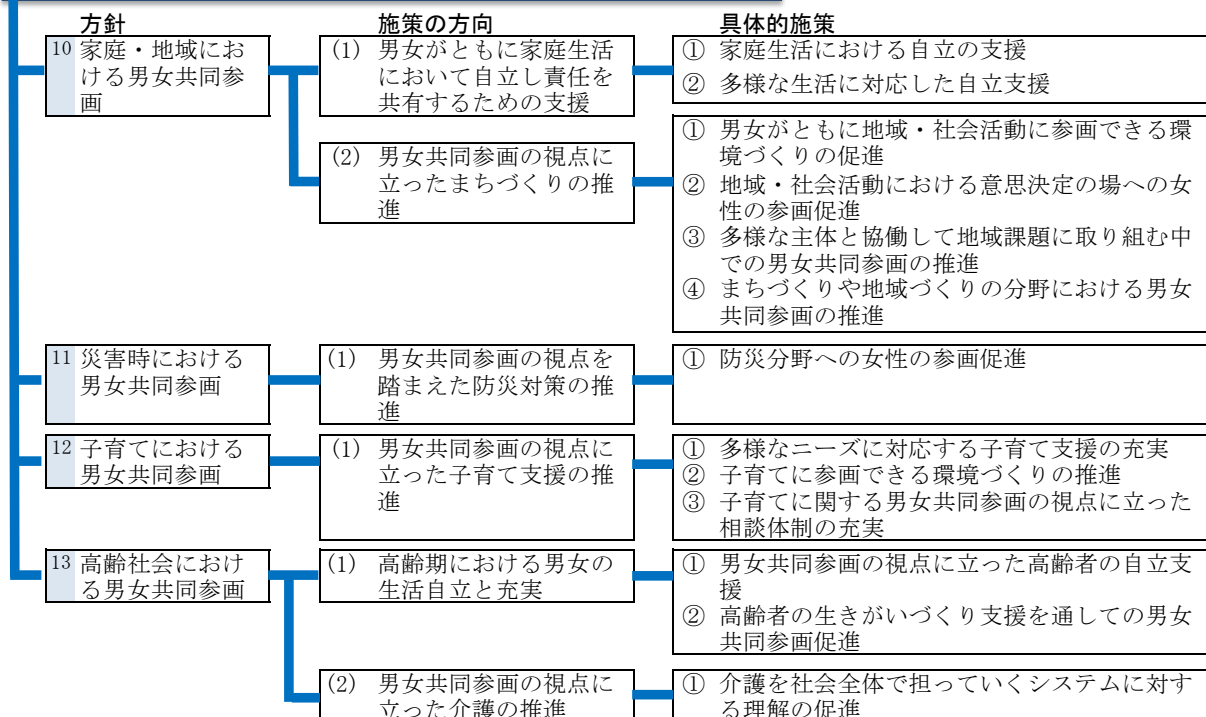 方針 施策の方向 具体的施策
10 家庭・地域にお
ける男女共同参
画
(1) 男女がともに家庭生活
において自立し責任を
共有するための支援
① 家庭生活における自立の支援
② 多様な生活に対応した自立支援
(2) 男女共同参画の視点に
立ったまちづくりの推
進
① 男女がともに地域・社会活動に参画できる環
境づくりの促進
② 地域・社会活動における意思決定の場への女
性の参画促進
③ 多様な主体と協働して地域課題に取り組む中
での男女共同参画の推進
④ まちづくりや地域づくりの分野における男女
共同参画の推進
11 災害時における
男女共同参画
(1) 男女共同参画の視点を
踏まえた防災対策の推
進
① 防災分野への女性の参画促進
12 子育てにおける
男女共同参画
(1) 男女共同参画の視点に
立った子育て支援の推
進
① 多様なニーズに対応する子育て支援の充実
② 子育てに参画できる環境づくりの推進
③ 子育てに関する男女共同参画の視点に立った
相談体制の充実
13 高齢社会におけ
る男女共同参画
(1) 高齢期における男女の
生活自立と充実
① 男女共同参画の視点に立った高齢者の自立支
援
② 高齢者の生きがいづくり支援を通しての男女
共同参画促進
(2) 男女共同参画の視点に
立った介護の推進
① 介護を社会全体で担っていくシステムに対す
る理解の促進